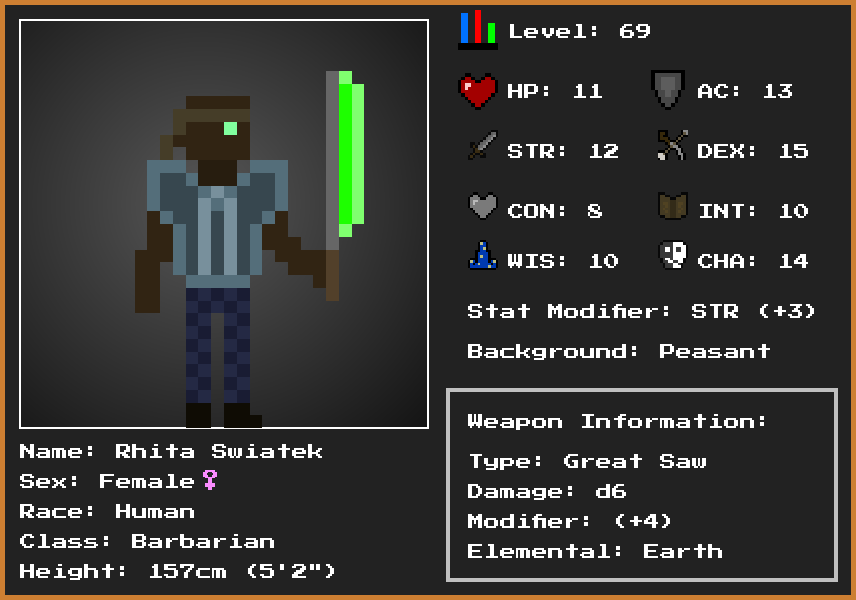 Level: 69
HP: 11
AC: 13
STR: 12
DEX: 15
CON: 8
INT: 10
WIS: 10
CHA: 14
Stat Modifier: STR (+3)
Background: Peasant
Weapon Information:
Type: Great Saw
Damage: d6
Modifier: (+4)
Elemental: Earth
Name: Rhita Swiatek
Sex: Female♀
Race: Human
Class: Barbarian
Height: 157cm (5'2")